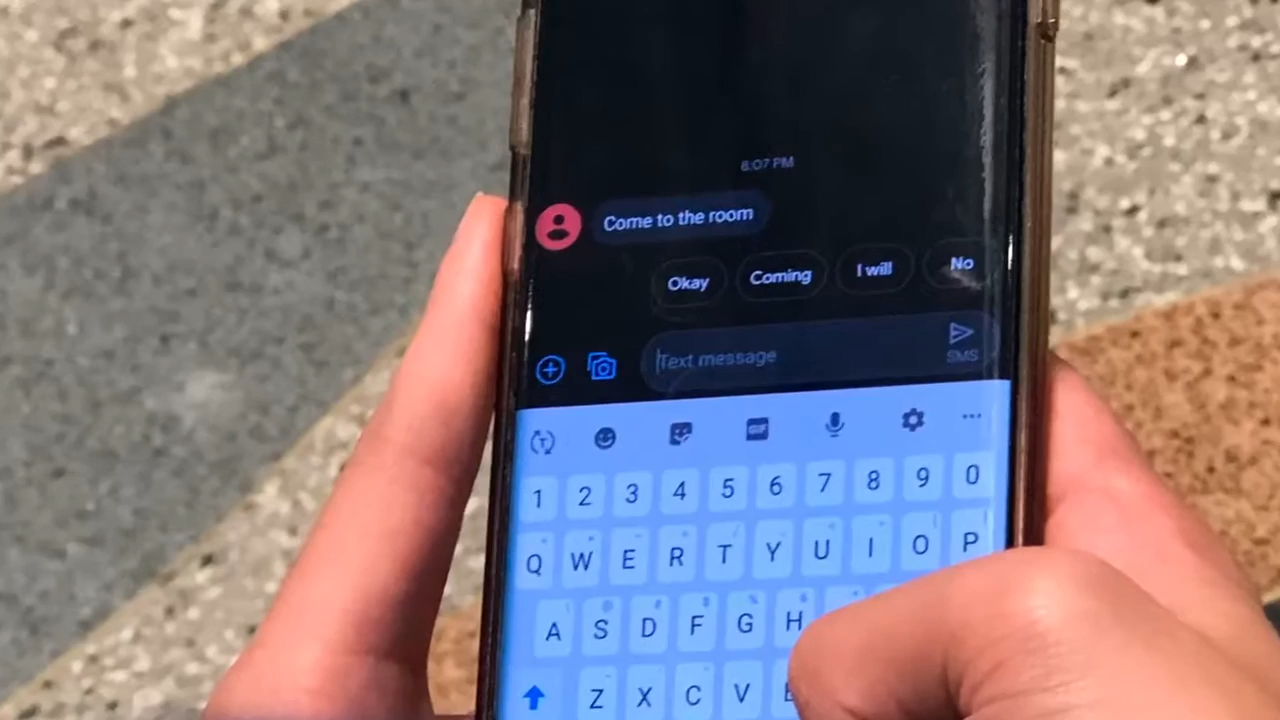 8:07 PM
Come to the room
Okay Coming I will No
Text message
SMS
GIF
1 2 3 4 5 6 7 8 9 0
Q W E R T Y U I O P
A S D F G H
Z X C V